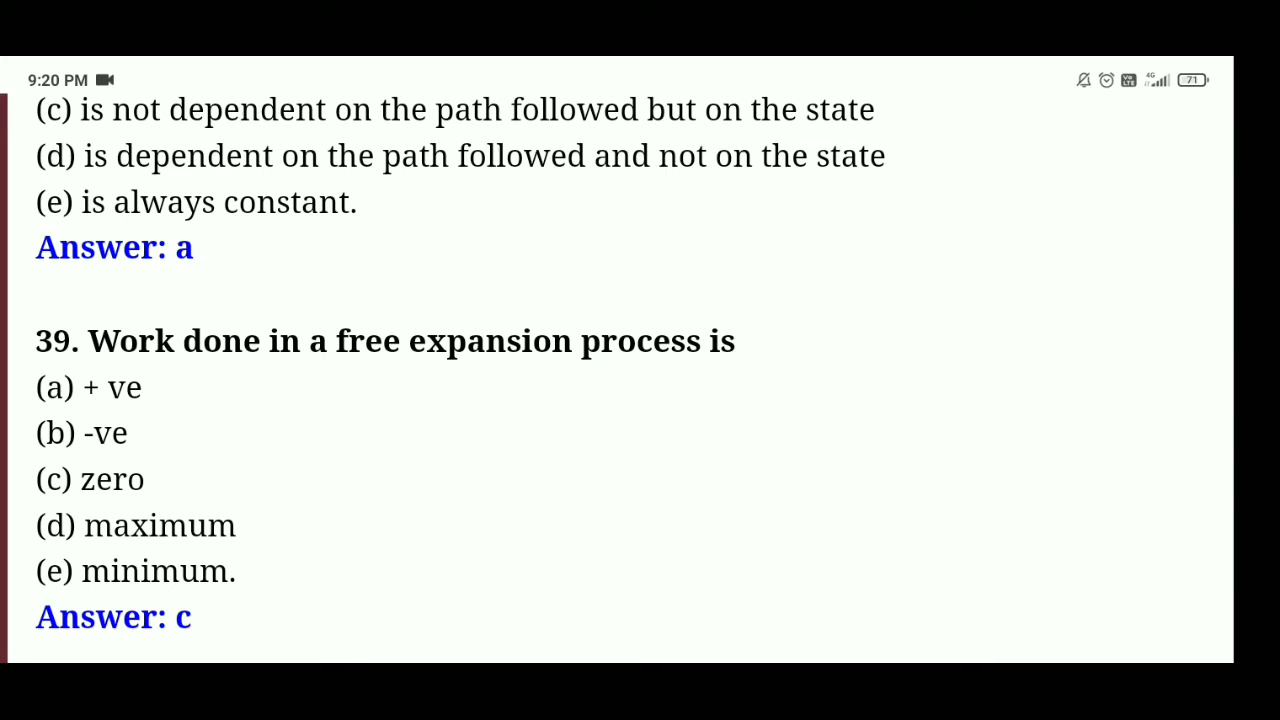 9:20 PM
4G
71
(c) is not dependent on the path followed but on the state
(d) is dependent on the path followed and not on the state
(e) is always constant.
Answer: a
39. Work done in a free expansion process is
(a) + ve
(b) -ve
(c) zero
(d) maximum
(e) minimum.
Answer: c